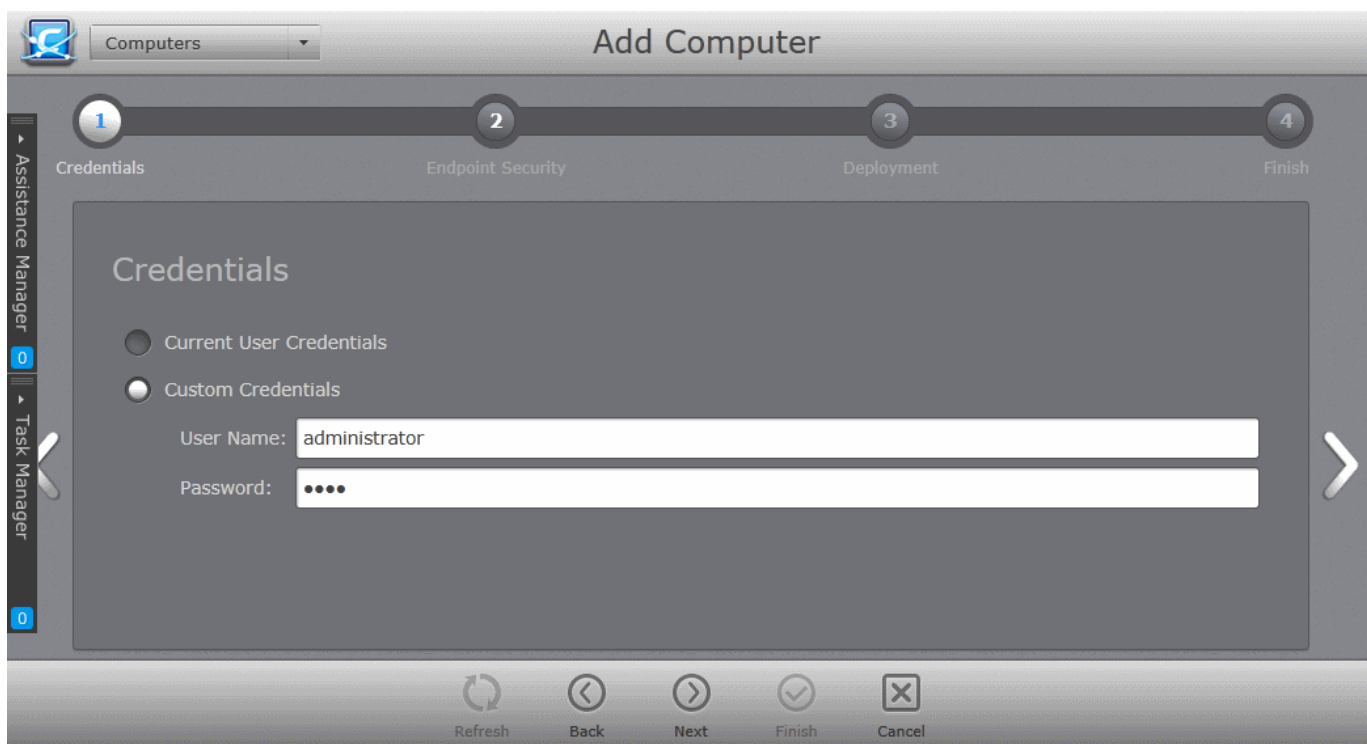 Computers
Add Computer
1
2
3
4
Credentials
Endpoint Security
Deployment
Finish
Assistance Manager
0
Task Manager
0
Credentials
Current User Credentials
Custom Credentials
User Name: administrator
Password: ••••
Refresh
Back
Next
Finish
Cancel